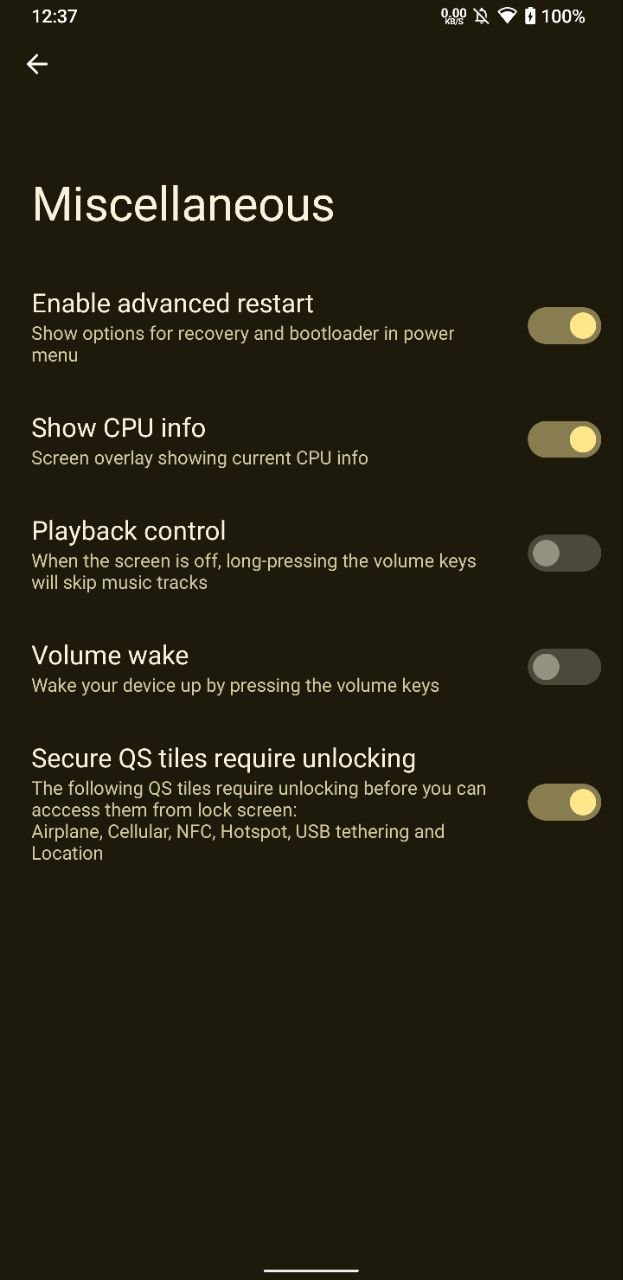 12:37 0.00 KB/S 100%
Miscellaneous
Enable advanced restart
Show options for recovery and bootloader in power
menu
Show CPU info
Screen overlay showing current CPU info
Playback control
When the screen is off, long-pressing the volume keys
will skip music tracks
Volume wake
Wake your device up by pressing the volume keys
Secure QS tiles require unlocking
The following QS tiles require unlocking before you can
acccess them from lock screen:
Airplane, Cellular, NFC, Hotspot, USB tethering and
Location